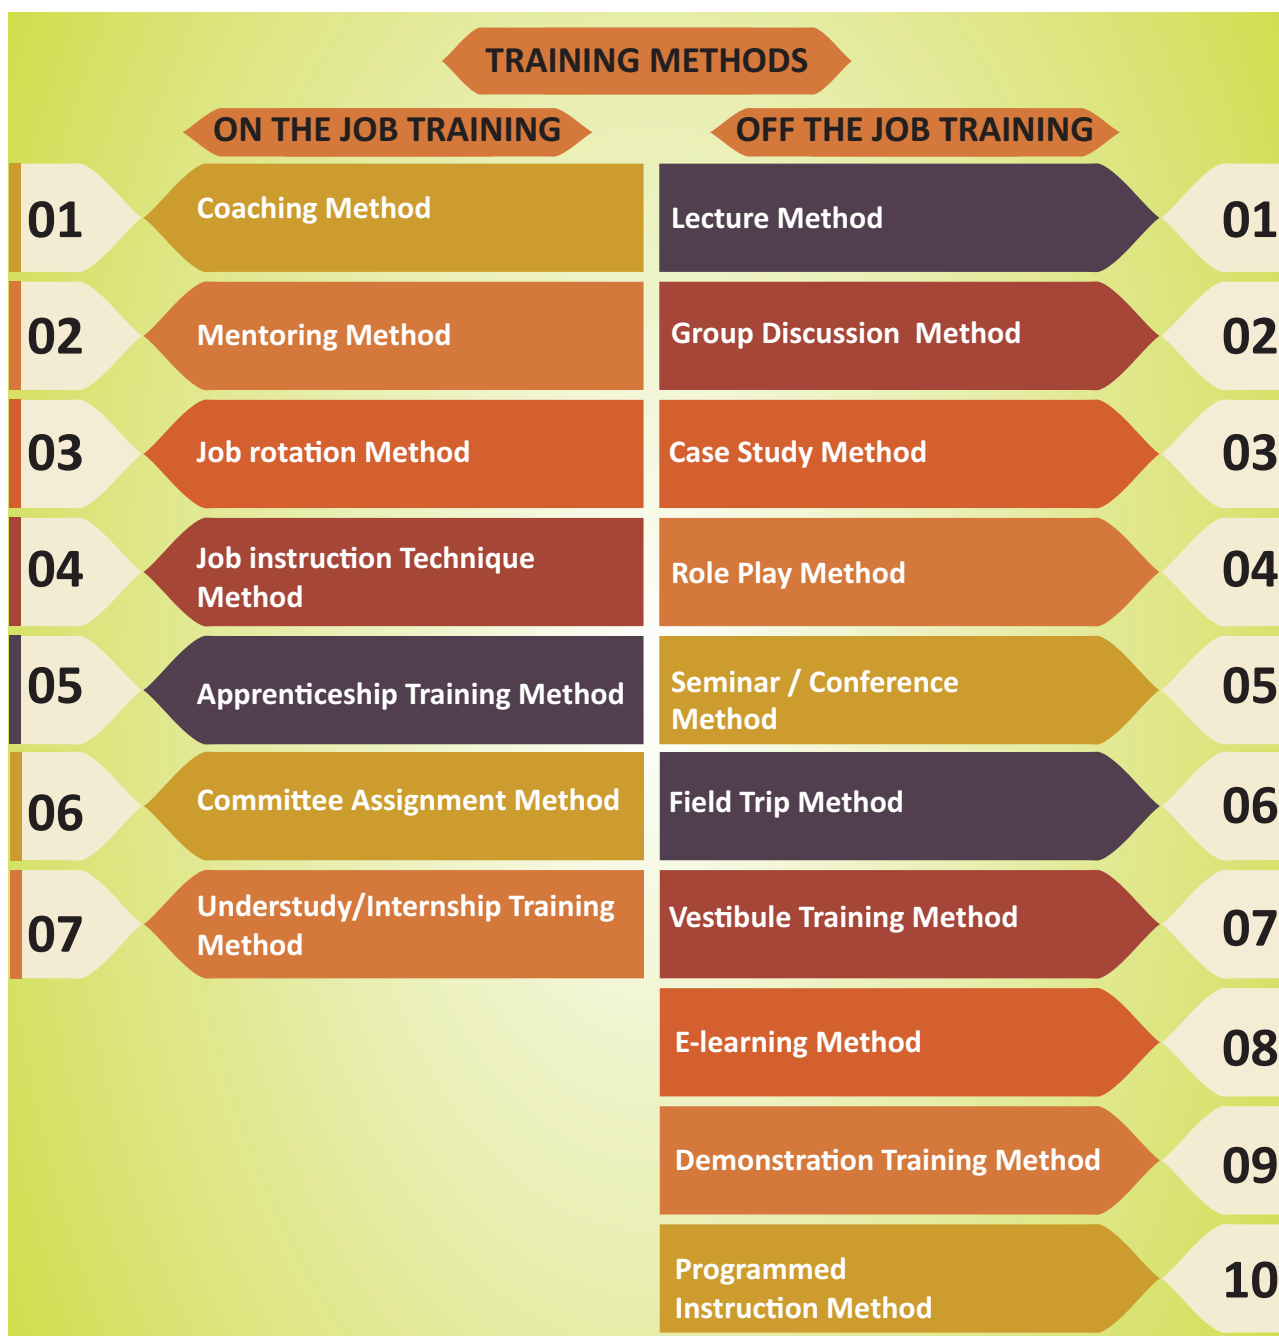 TRAINING METHODS
ON THE JOB TRAINING
OFF THE JOB TRAINING
01
Coaching Method
Lecture Method
01
02
Mentoring Method
Group Discussion  Method
02
03
Job rotation Method
Case Study Method
03
04
Job instruction Technique
Method
Role Play Method
04
05
Apprenticeship Training Method
Seminar / Conference
Method
05
06
Committee Assignment Method
Field Trip Method
06
07
Understudy/Internship Training
Method
Vestibule Training Method
07
E-learning Method
08
Demonstration Training Method
09
Programmed
Instruction Method
10